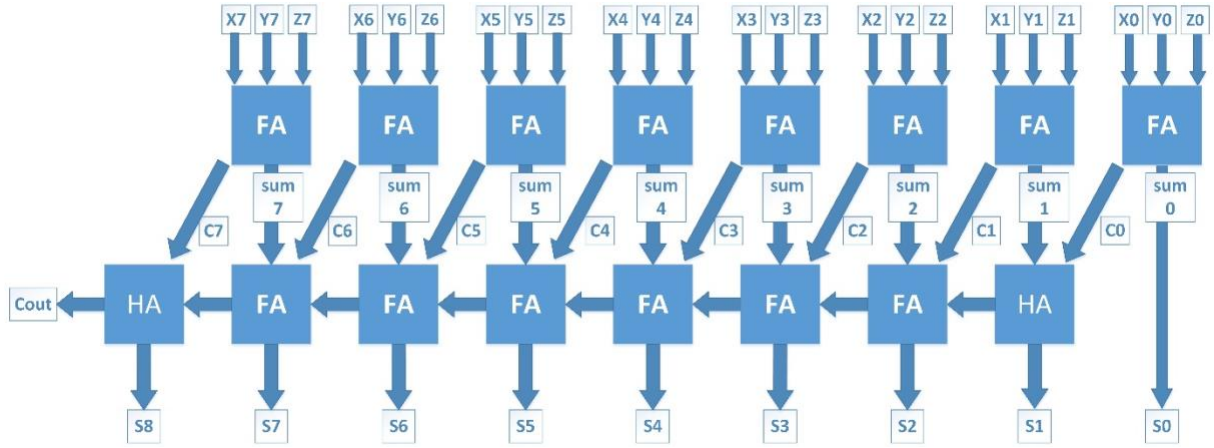 X7 Y7 Z7 X6 Y6 Z6 X5 Y5 Z5 X4 Y4 Z4 X3 Y3 Z3 X2 Y2 Z2 X1 Y1 Z1 X0 Y0 Z0
FA FA FA FA FA FA FA FA
sum sum sum sum sum sum sum sum
7 6 5 4 3 2 1 0
C7 C6 C5 C4 C3 C2 C1 C0
Cout HA FA FA FA FA FA FA HA
S8 S7 S6 S5 S4 S3 S2 S1 S0